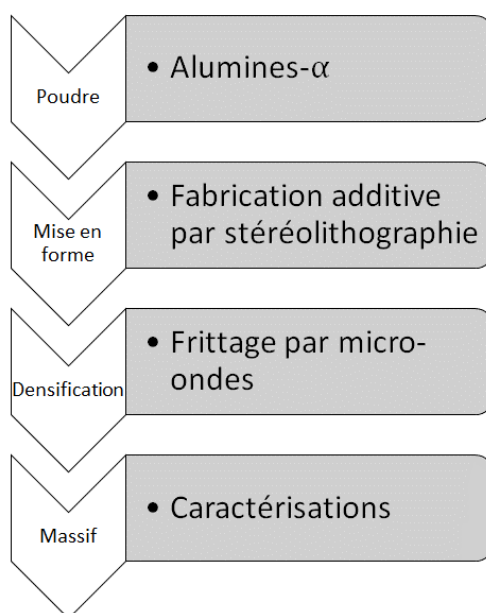 Poudre
• Alumines-α
Mise en
forme
• Fabrication additive
par stéréolithographie
Densification
• Frittage par micro-
ondes
Massif
• Caractérisations